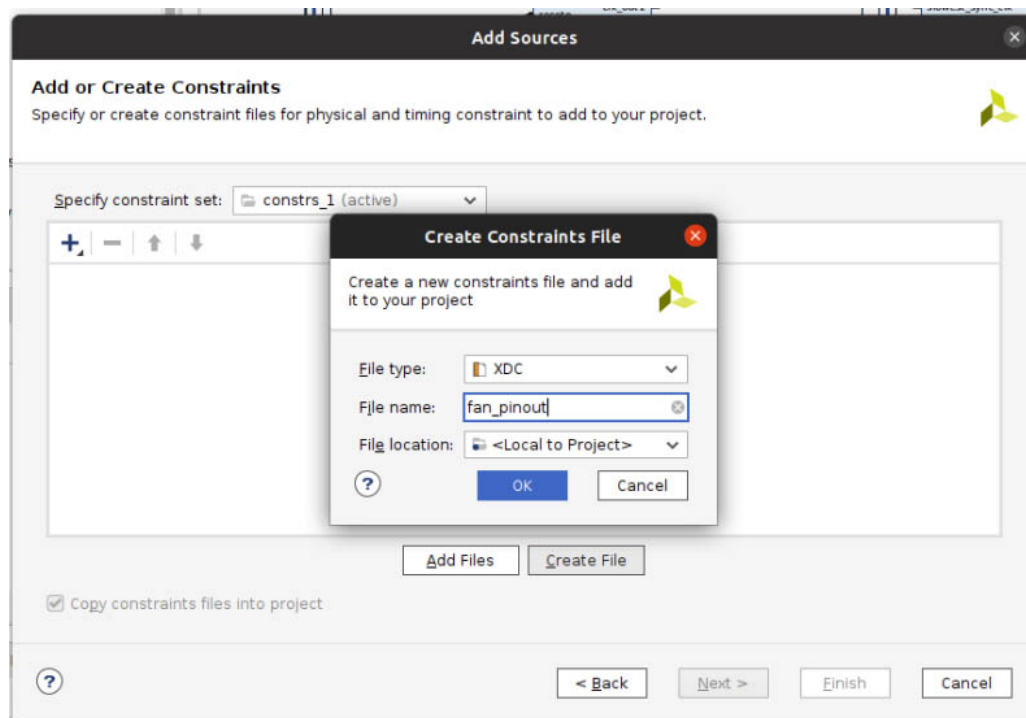 Add Sources
Add or Create Constraints
Specify or create constraint files for physical and timing constraint to add to your project.
Specify constraint set: constrs_1 (active)
Create Constraints File
Create a new constraints file and add
it to your project
File type: XDC
File name: fan_pinout
File location: <Local to Project>
? OK Cancel
Add Files Create File
Copy constraints files into project
? < Back Next > Finish Cancel